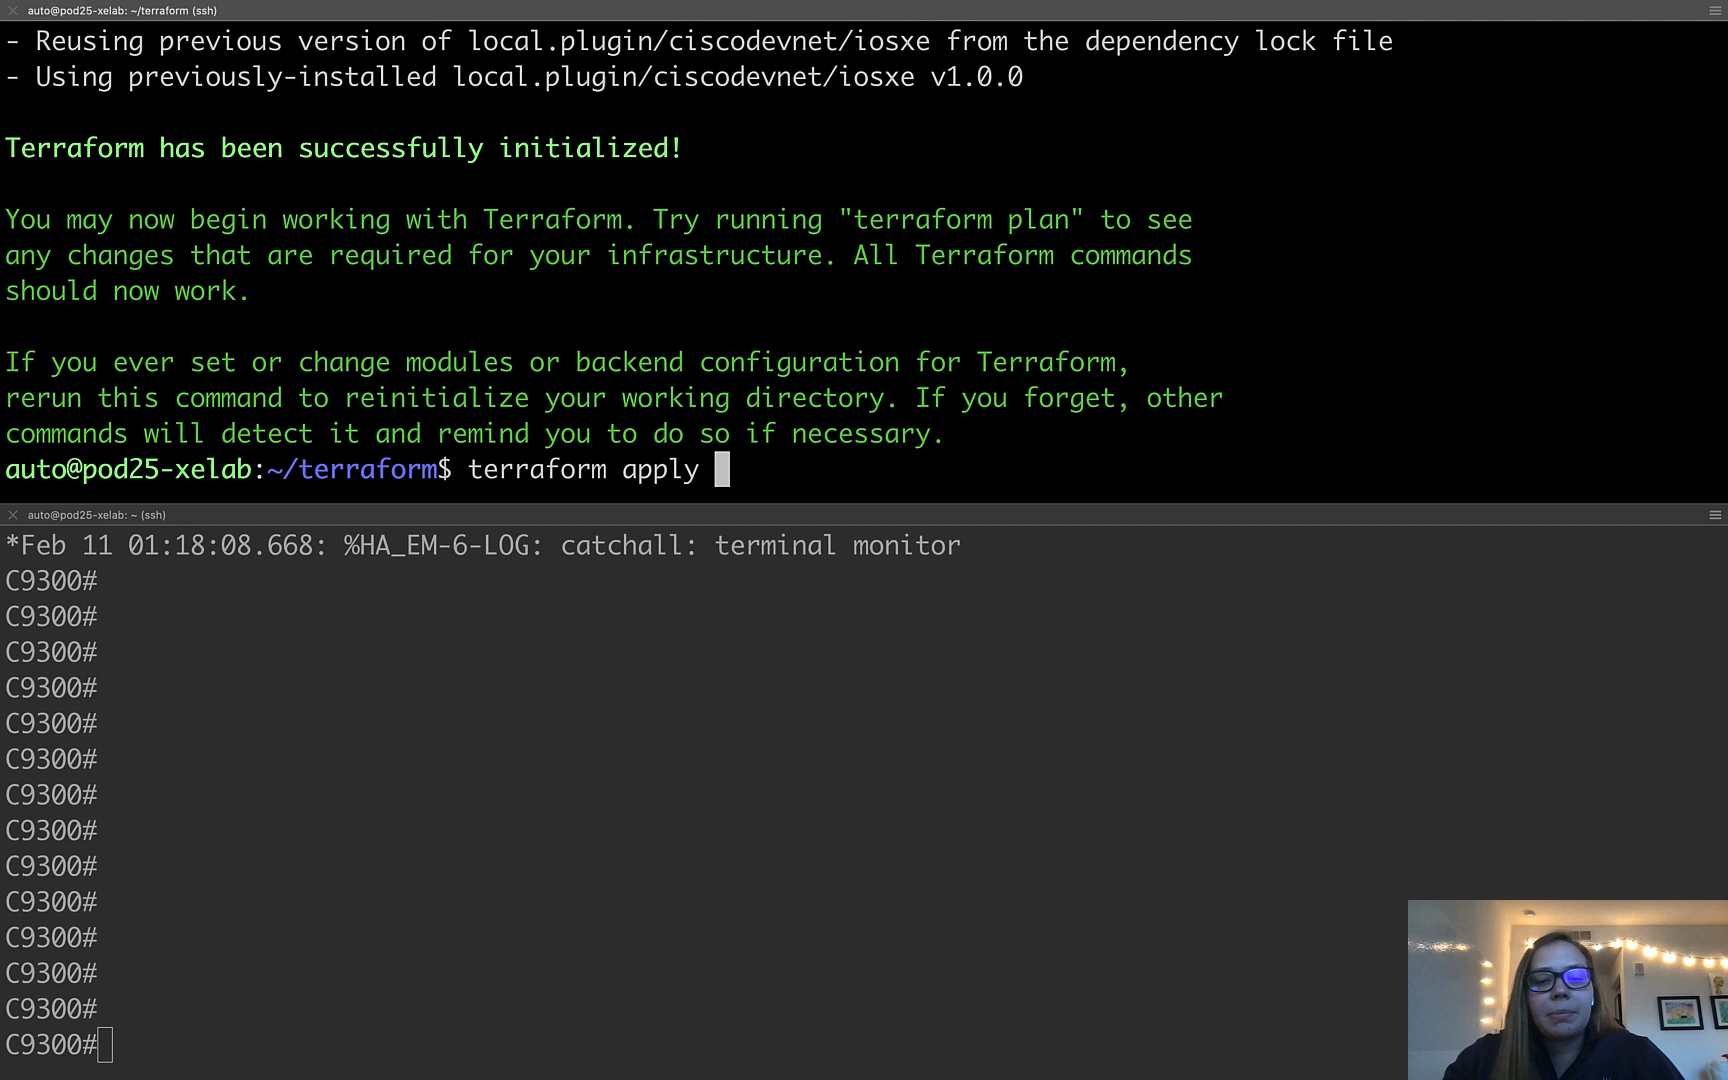 auto@pod25-xelab: ~/terraform (ssh)
- Reusing previous version of local.plugin/ciscodevnet/iosxe from the dependency lock file
- Using previously-installed local.plugin/ciscodevnet/iosxe v1.0.0
Terraform has been successfully initialized!
You may now begin working with Terraform. Try running "terraform plan" to see
any changes that are required for your infrastructure. All Terraform commands
should now work.
If you ever set or change modules or backend configuration for Terraform,
rerun this command to reinitialize your working directory. If you forget, other
commands will detect it and remind you to do so if necessary.
auto@pod25-xelab:~/terraform$ terraform apply
auto@pod25-xelab: ~ (ssh)
*Feb 11 01:18:08.668: %HA_EM-6-LOG: catchall: terminal monitor
C9300#
C9300#
C9300#
C9300#
C9300#
C9300#
C9300#
C9300#
C9300#
C9300#
C9300#
C9300#
C9300#
C9300#